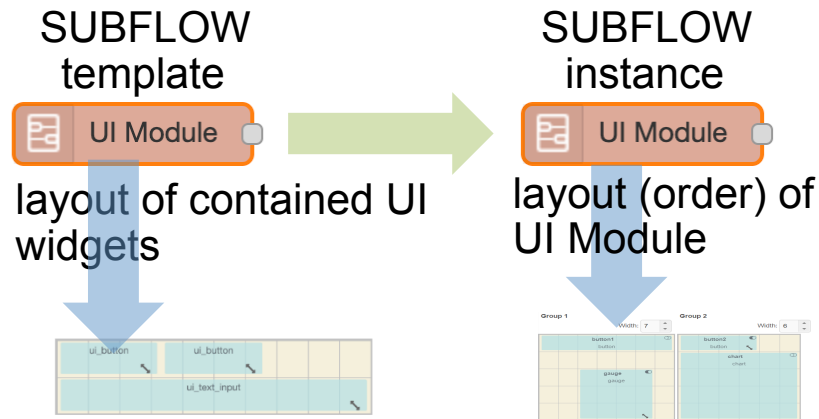 SUBFLOW
template
UI Module
layout of contained UI
widgets
ui_button ui_button
ui_text_input
SUBFLOW
instance
UI Module
layout (order) of
UI Module
Group 1
Width: 7
button1
button
gauge
gauge
Group 2
Width: 6
button2
button
chart
chart